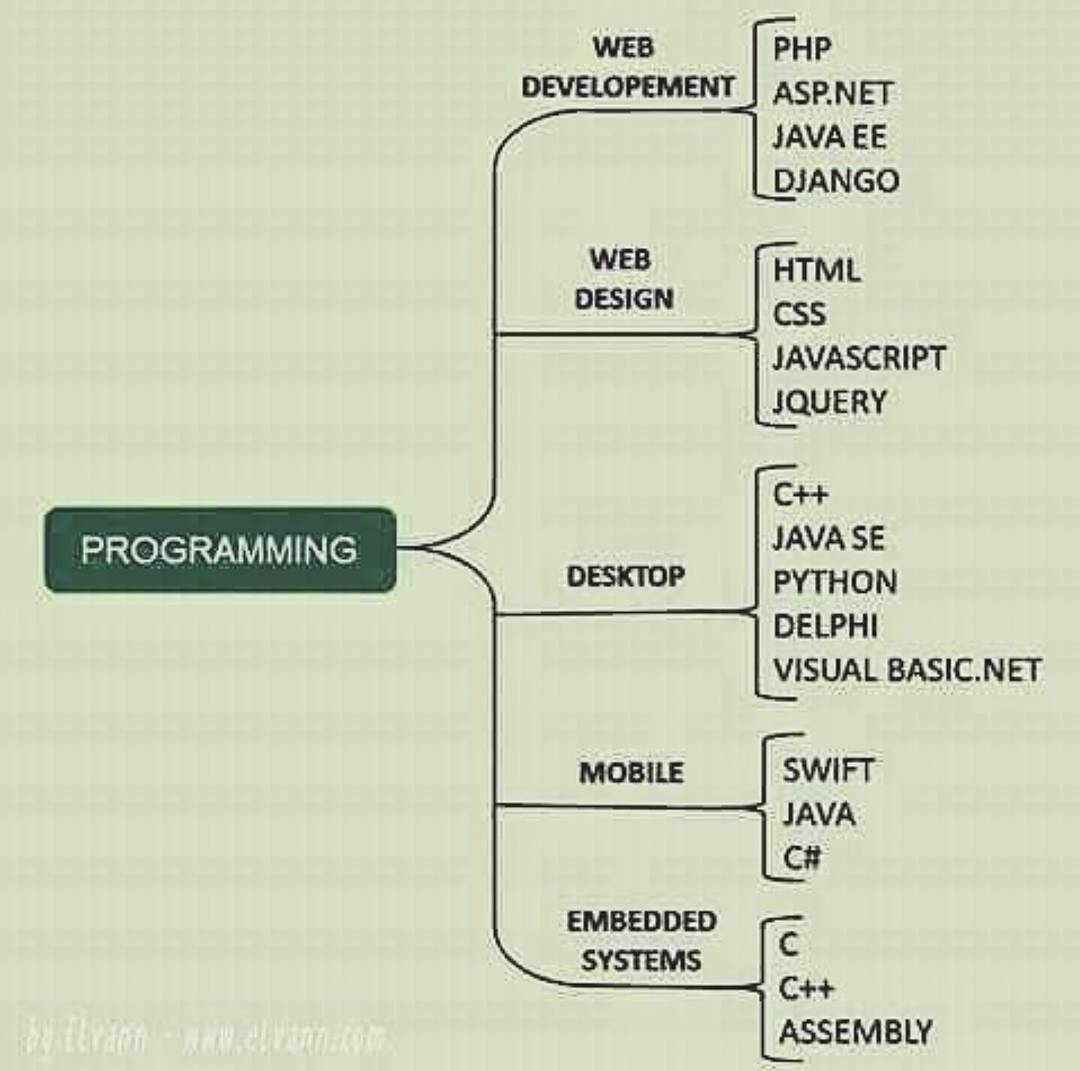 PROGRAMMING
WEB
DEVELOPEMENT
PHP
ASP.NET
JAVA EE
DJANGO
WEB
DESIGN
HTML
CSS
JAVASCRIPT
JQUERY
DESKTOP
C++
JAVA SE
PYTHON
DELPHI
VISUAL BASIC.NET
MOBILE
SWIFT
JAVA
C#
EMBEDDED
SYSTEMS
C
C++
ASSEMBLY
by Elvann - www.elvann.com